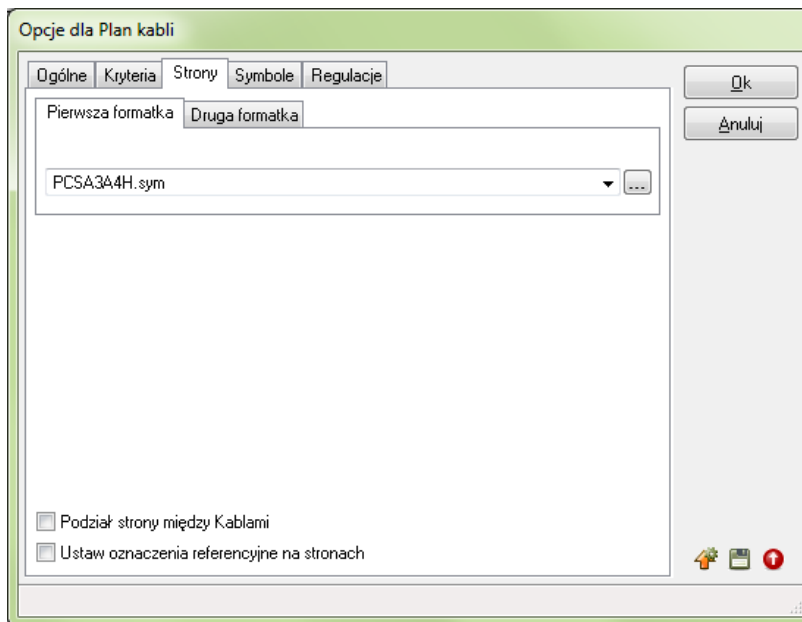 Opcje dla Plan kabli
Ogólne Kryteria Strony Symbole Regulacje
Ok
Pierwsza formatka Druga formatka
Anuluj
PCSA3A4H.sym ...
Podział strony między Kablami
Ustaw oznaczenia referencyjne na stronach